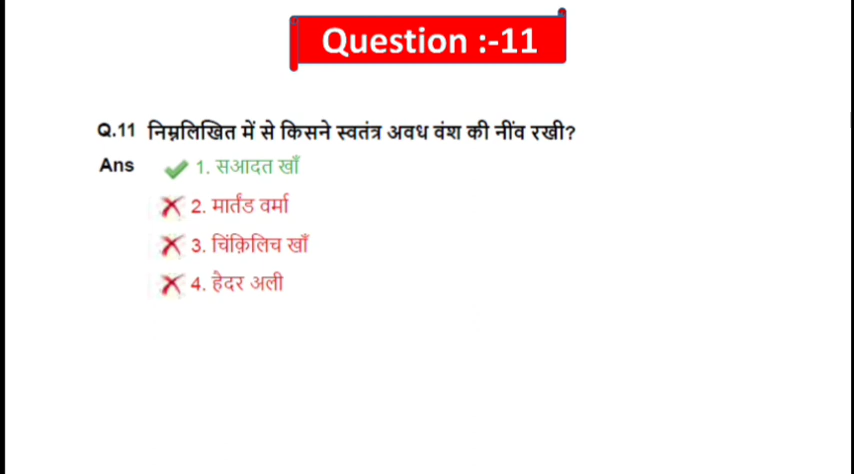 Question :-11
Q.11 निम्नलिखित में से किसने स्वतंत्र अवध वंश की नींव रखी?
Ans 1. सआदत खाँ
2. मार्तंड वर्मा
3. चिंक़िलिच खाँ
4. हैदर अली